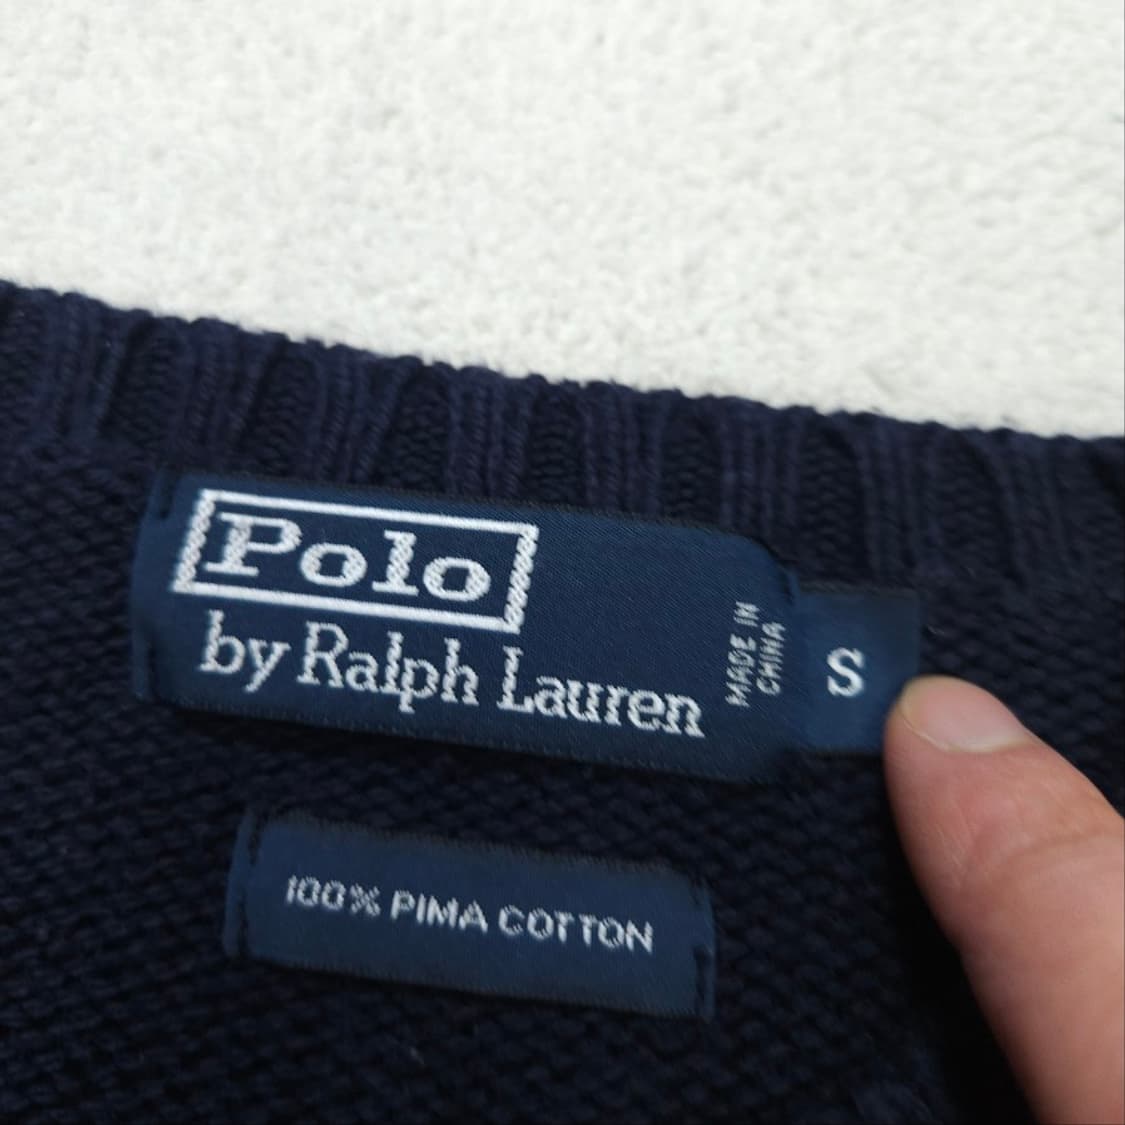 Polo
by Ralph Lauren
MADE IN
CHINA
S
100% PIMA COTTON